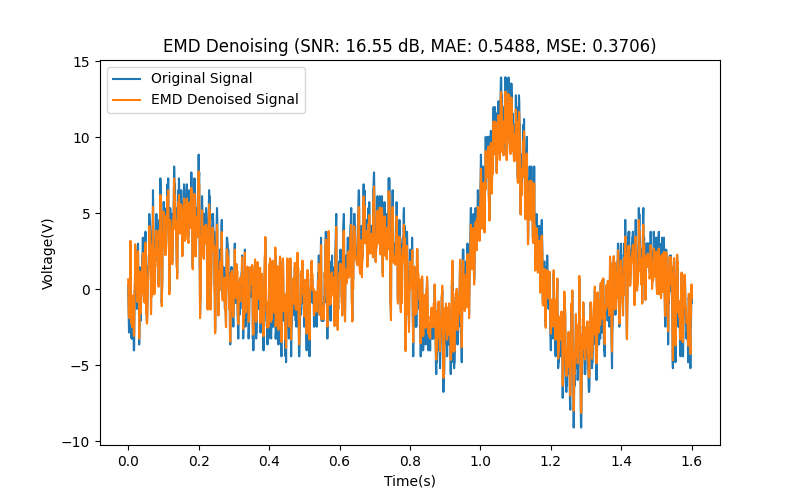 EMD Denoising (SNR: 16.55 dB, MAE: 0.5488, MSE: 0.3706)
Original Signal
EMD Denoised Signal
Voltage(V)
15
10
5
0
−5
−10
0.0 0.2 0.4 0.6 0.8 1.0 1.2 1.4 1.6
Time(s)